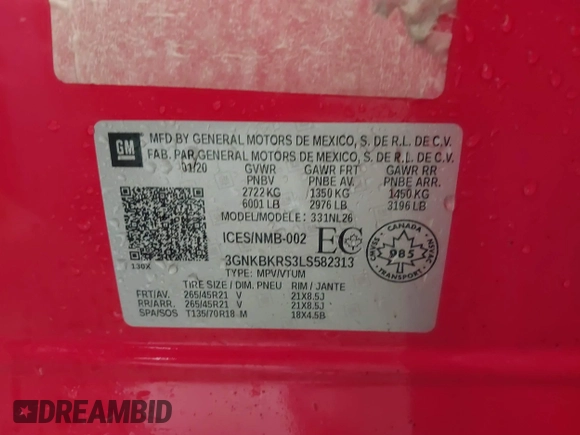 GM
MFD BY GENERAL MOTORS DE MEXICO, S. DE R.L. DE C.V.
FAB. PAR GENERAL MOTORS DE MEXICO, S. DE R.L. DE C.V.
01/20 GVWR GAWR FRT GAWR RR
PNBV PNBE AV. PNBE ARR.
2722 KG 1350 KG 1450 KG
6001 LB 2976 LB 3196 LB
MODEL/MODELE: 331NL26
ICES/NMB-002 EC
CANADA
CMVSS 985 NSVAC
TRANSPORT
3GNKBKRS3LS582313
130X TYPE: MPV/VTUM
TIRE SIZE / DIM. PNEU RIM / JANTE
FRT/AV. 265/45R21 V 21X8.5J
RR/ARR. 265/45R21 V 21X8.5J
SPA/SOS T135/70R18 M 18X4.5B
DREAMBID